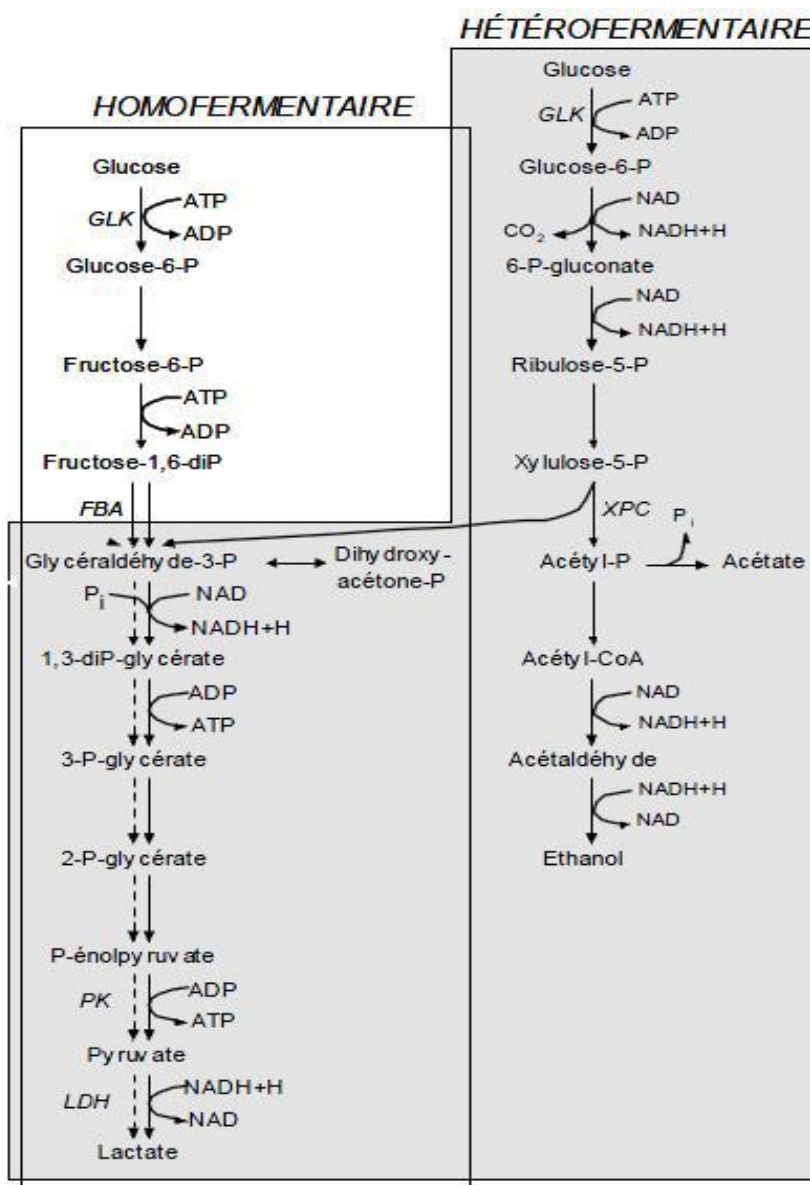 HÉTÉROFERMENTAIRE
Glucose
GLK
ATP
ADP
Glucose-6-P
NAD
CO2
NADH+H
6-P-gluconate
NAD
NADH+H
Ribulose-5-P
Xylulose-5-P
XPC
Pi
Acétyl-P
Acétate
Acétyl-CoA
NAD
NADH+H
Acétaldéhyde
NADH+H
NAD
Ethanol
HOMOFERMENTAIRE
Glucose
GLK
ATP
ADP
Glucose-6-P
Fructose-6-P
ATP
ADP
Fructose-1,6-diP
FBA
Glycéraldéhyde-3-P
Dihydroxy-
acétone-P
Pi
NAD
NADH+H
1,3-diP-glycérate
ADP
ATP
3-P-glycérate
2-P-glycérate
P-énolpyruvate
PK
ADP
ATP
Pyruvate
LDH
NADH+H
NAD
Lactate